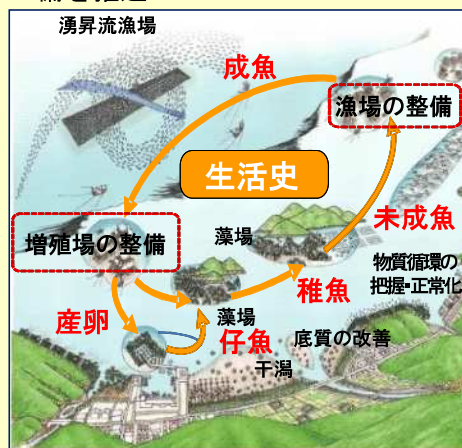 湧昇流漁場
成魚
漁場の整備
生活史
未成魚
増殖場の整備
藻場
物質循環の
把握・正常化
稚魚
産卵
藻場
仔魚
底質の改善
干潟